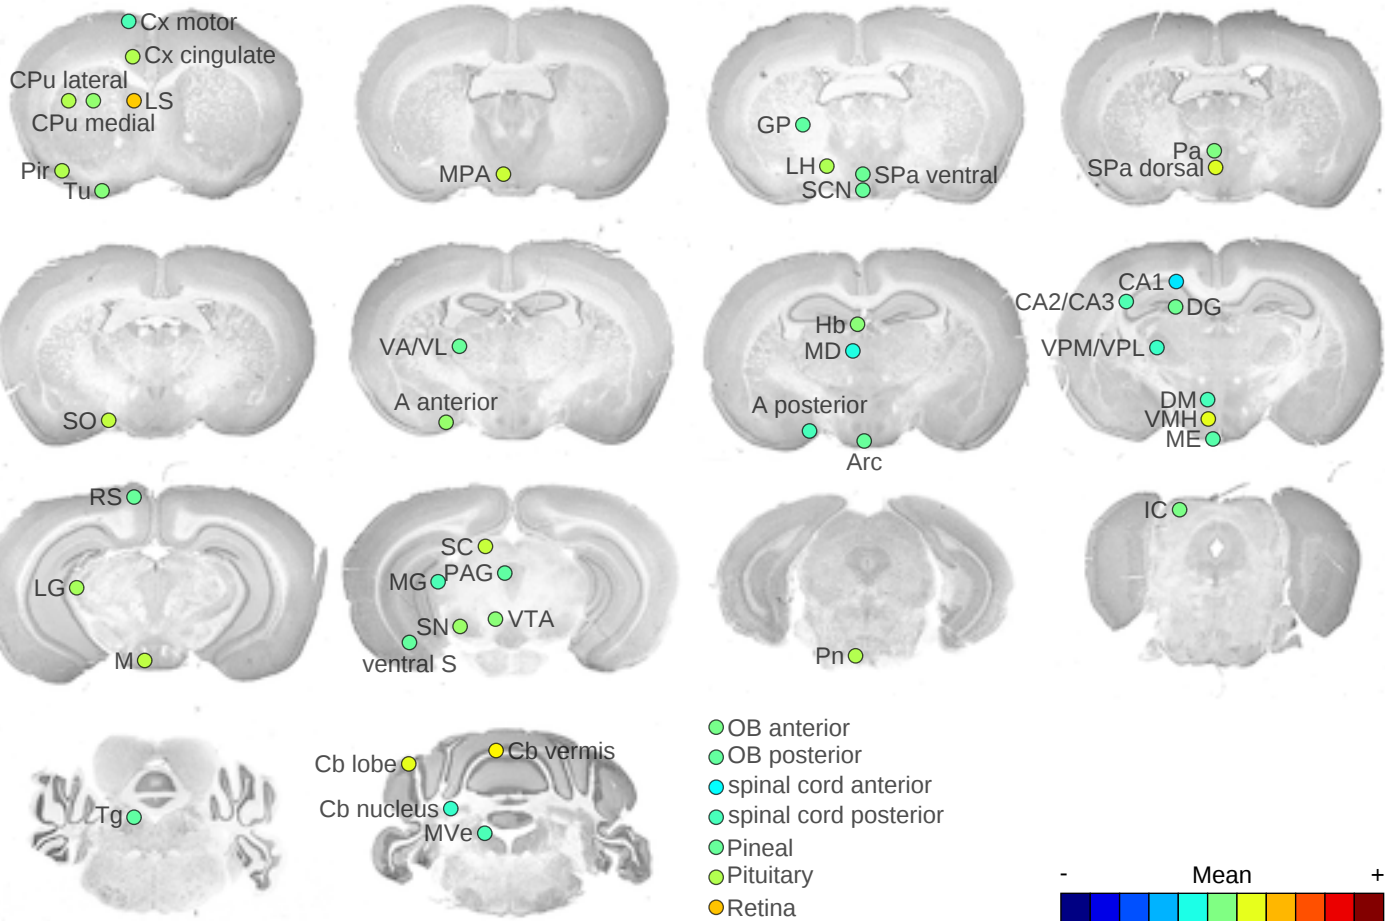 Cx motor
Cx cingulate
CPu lateral
LS
CPu medial
Pir
Tu
MPA
GP
LH
SPa ventral
SCN
Pa
SPa dorsal
SO
VA/VL
A anterior
Hb
MD
A posterior
Arc
CA1
CA2/CA3
DG
VPM/VPL
DM
VMH
ME
RS
LG
M
SC
MG
PAG
SN
VTA
ventral S
Pn
IC
Tg
Cb lobe
Cb vermis
Cb nucleus
MVe
OB anterior
OB posterior
spinal cord anterior
spinal cord posterior
Pineal
Pituitary
Retina
- Mean +